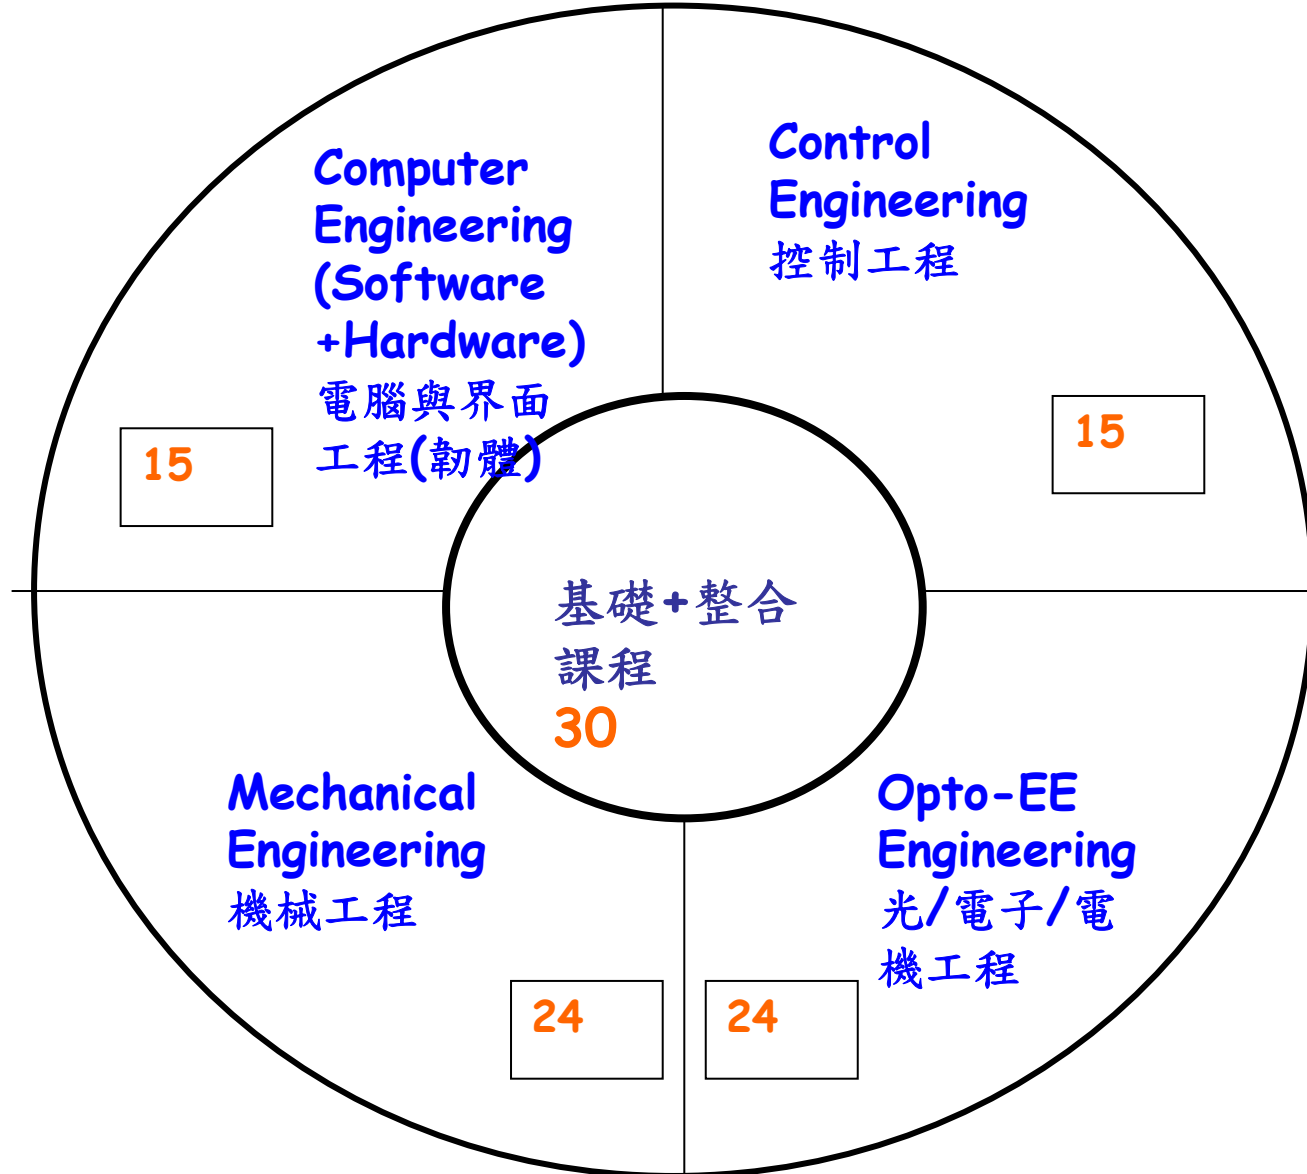 Computer
Engineering
(Software
+Hardware)
電腦與界面
工程(韌體)
15
Control
Engineering
控制工程
15
基礎+整合
課程
30
Mechanical
Engineering
機械工程
24
Opto-EE
Engineering
光/電子/電
機工程
24